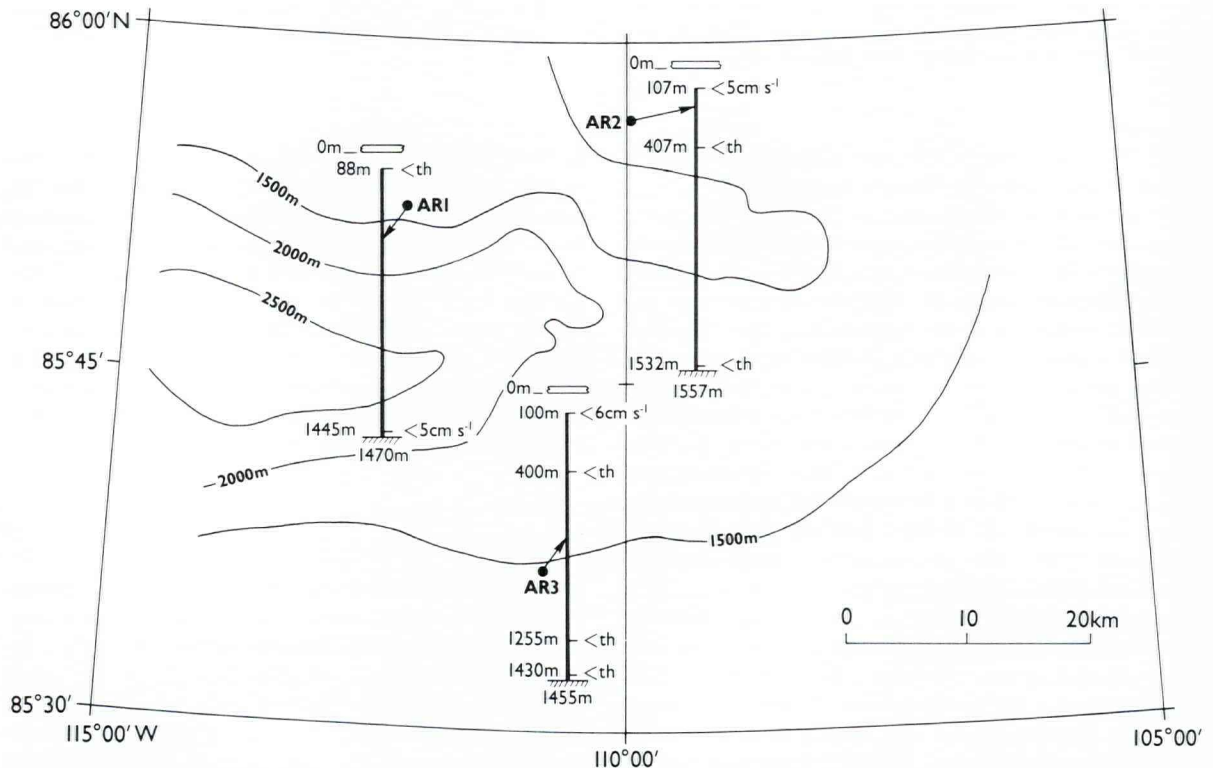 86°00′N
0m
107m <5cm s⁻¹
AR2
407m <th
0m
88m <th
1500m
AR1
2000m
2500m
85°45′
1532m <th
1557m
0m
100m <6cm s⁻¹
1445m <5cm s⁻¹
1470m
400m <th
2000m
1500m
AR3
0 10 20km
1255m <th
1430m <th
1455m
85°30′
115°00′ W
110°00′
105°00′